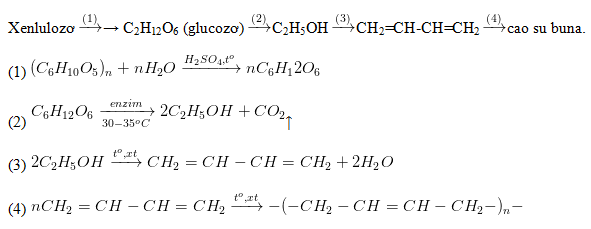 Xenlulozơ (1)→→ C₂H₁₂O₆ (glucozơ) (2)→C₂H₅OH (3)→CH₂=CH-CH=CH₂ (4)→cao su buna.
(1) (C₆H₁₀O₅)ₙ + nH₂O H₂SO₄,t°→ nC₆H₁2O₆
(2) C₆H₁₂O₆ enzim→30−35°C 2C₂H₅OH + CO₂↑
(3) 2C₂H₅OH t°,xt→ CH₂ = CH − CH = CH₂ + 2H₂O
(4) nCH₂ = CH − CH = CH₂ t°,xt→ −(−CH₂ − CH = CH − CH₂−)ₙ−